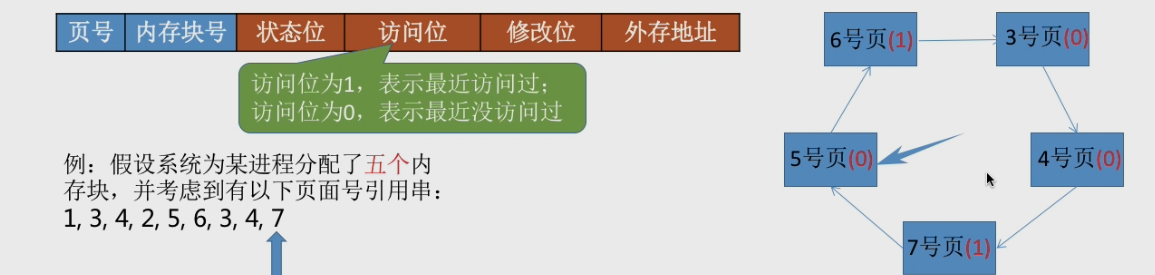 页号 内存块号 状态位 访问位 修改位 外存地址
访问位为1，表示最近访问过；
访问位为0，表示最近没访问过
例：假设系统为某进程分配了五个内
存块，并考虑到有以下页面号引用串：
1, 3, 4, 2, 5, 6, 3, 4, 7
6号页(1)
3号页(0)
5号页(0)
4号页(0)
7号页(1)